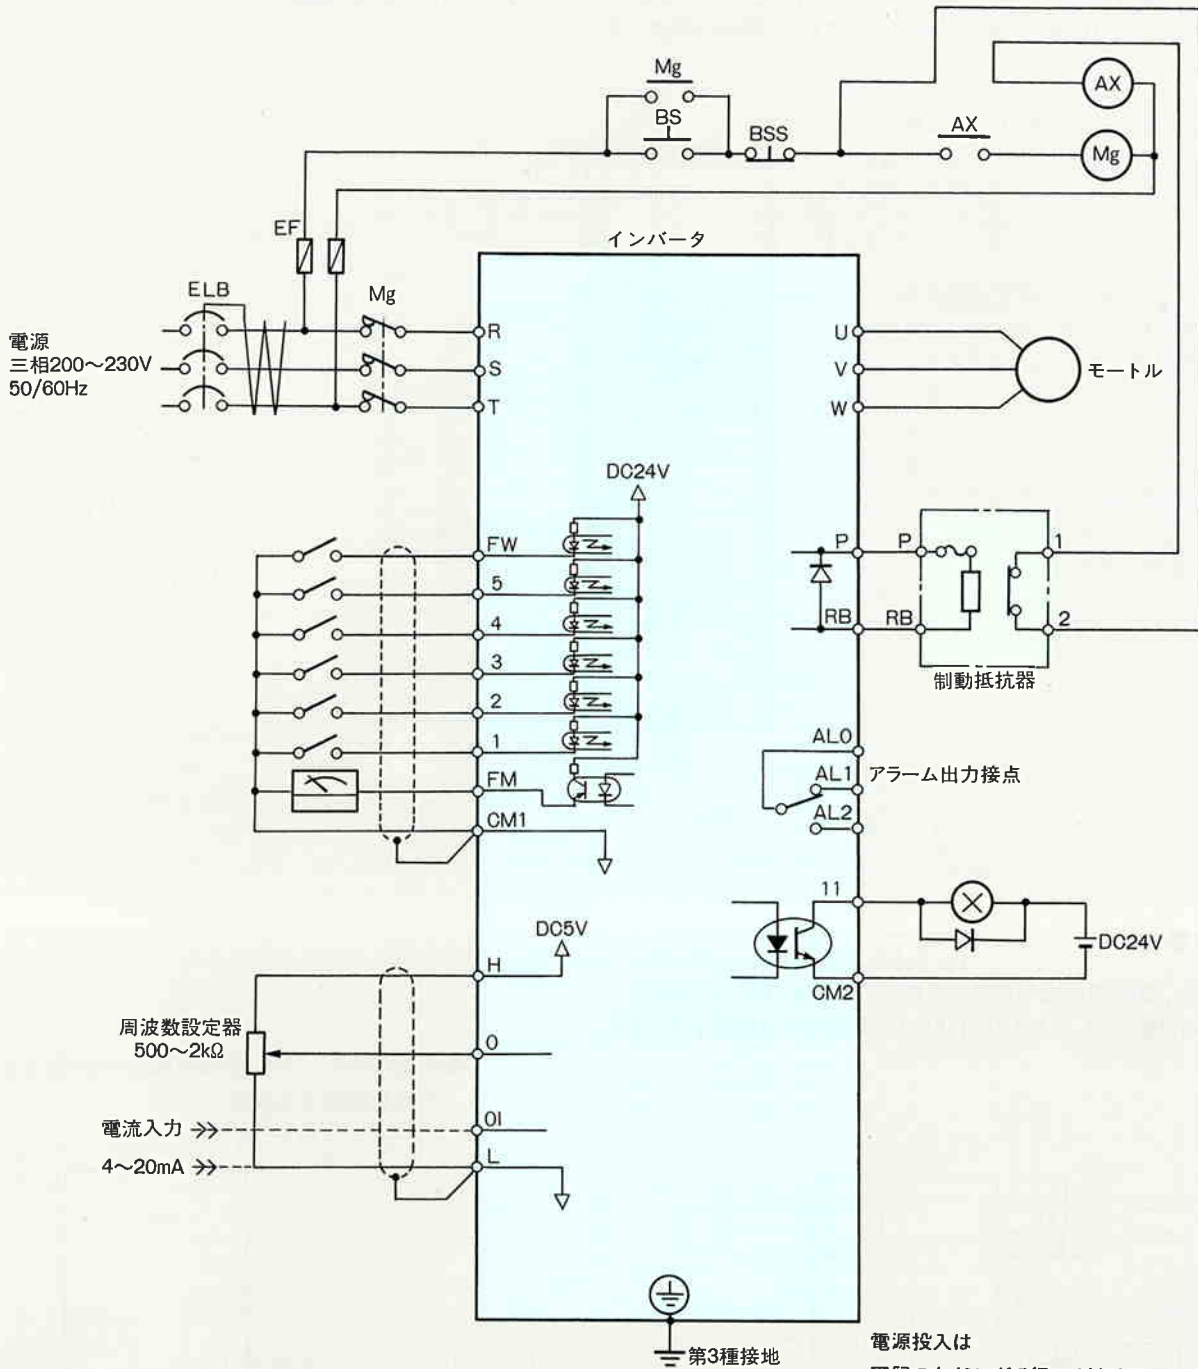 Mg
BS
BSS
AX
AX
Mg
EF
インバータ
ELB
Mg
電源
三相200～230V
50/60Hz
R
S
T
U
V
W
モートル
DC24V
FW
5
4
3
2
1
FM
CM1
P
P
1
RB
RB
2
制動抵抗器
AL0
AL1
アラーム出力接点
AL2
11
DC24V
CM2
DC5V
H
周波数設定器
500～2kΩ
O
電流入力
OI
4～20mA
L
第3種接地
電源投入は